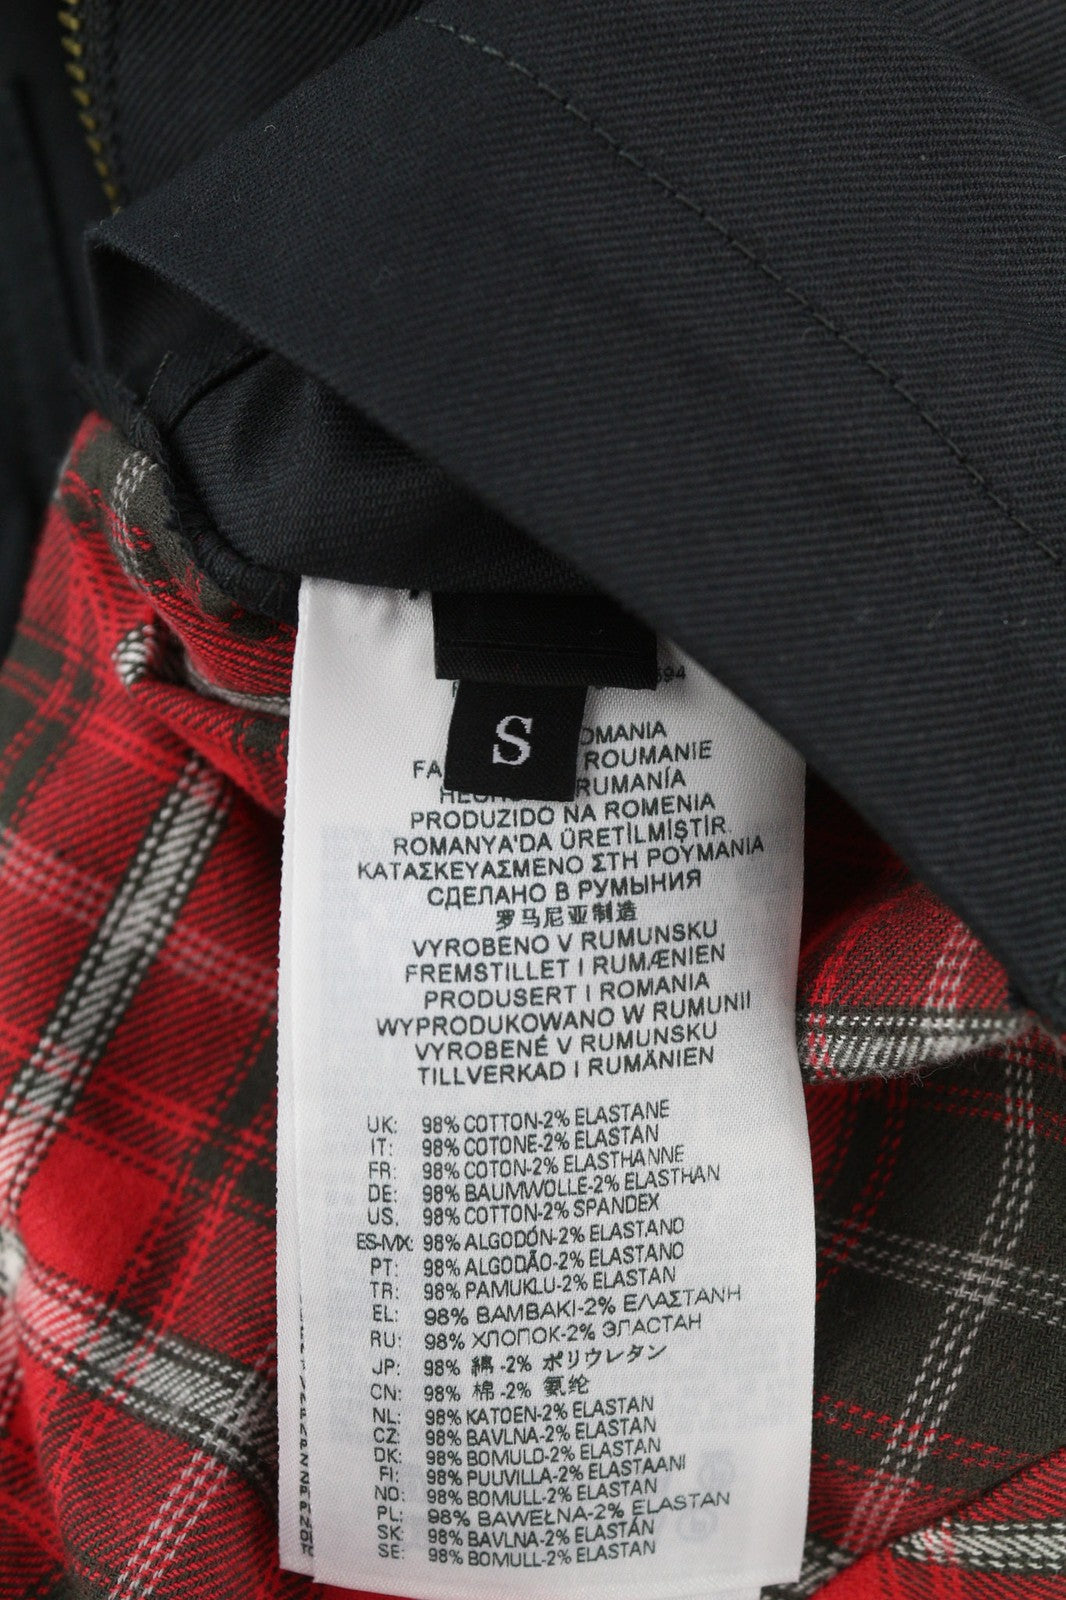 594
S
OMANIA
FA ROUMANIE
RUMANÍA
PRODUZIDO NA ROMENIA
ROMANYA'DA ÜRETİLMİŞTİR.
ΚΑΤΑΣΚΕΥΑΣΜΕΝΟ ΣΤΗ ΡΟΥΜΑΝΙΑ
СДЕЛАНО В РУМЫНИЯ
罗马尼亚制造
VYROBENO V RUMUNSKU
FREMSTILLET I RUMÆNIEN
PRODUSERT I ROMANIA
WYPRODUKOWANO W RUMUNII
VYROBENÉ V RUMUNSKU
TILLVERKAD I RUMÄNIEN
UK: 98% COTTON-2% ELASTANE
IT: 98% COTONE-2% ELASTAN
FR: 98% COTON-2% ELASTHANNE
DE: 98% BAUMWOLLE-2% ELASTHAN
US. 98% COTTON-2% SPANDEX
ES-MX: 98% ALGODÓN-2% ELASTANO
PT: 98% ALGODÃO-2% ELASTANO
TR: 98% PAMUKLU-2% ELASTAN
EL: 98% ΒΑΜΒΑΚΙ-2% ΕΛΑΣΤΑΝΗ
RU: 98% ХЛОПОК-2% ЭЛАСТАН
JP: 98% 綿 -2% ポリウレタン
CN: 98% 棉 -2% 氨纶
NL: 98% KATOEN-2% ELASTAN
CZ: 98% BAVLNA-2% ELASTAN
DK: 98% BOMULD-2% ELASTAN
FI: 98% PUUVILLA-2% ELASTAANI
NO: 98% BOMULL-2% ELASTAN
PL: 98% BAWEŁNA-2% ELASTAN
SK: 98% BAVLNA-2% ELASTÁN
SE: 98% BOMULL-2% ELASTAN